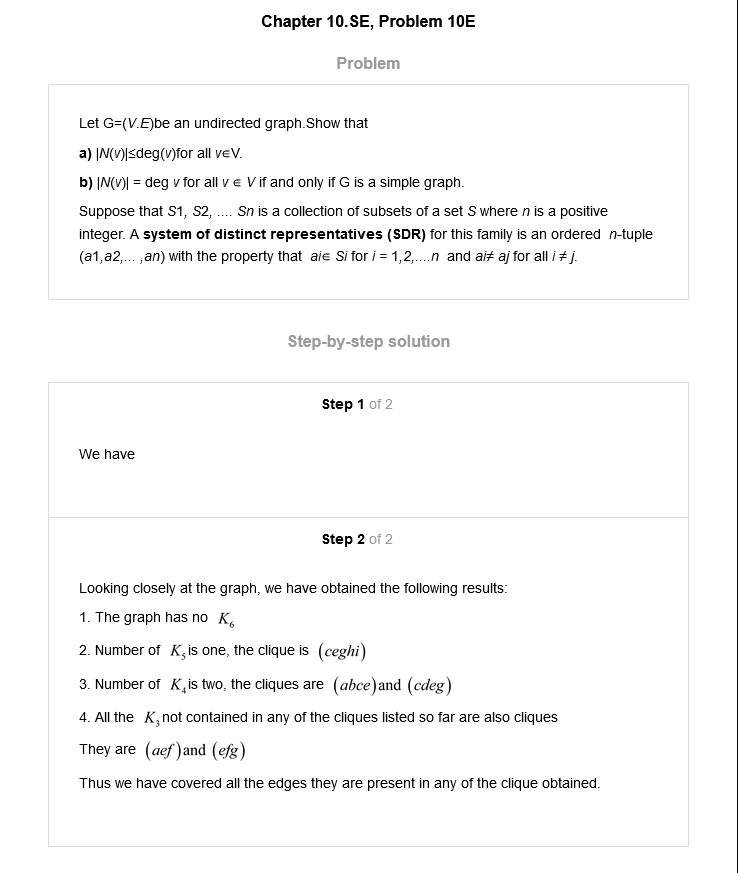 Chapter 10.SE, Problem 10E
Problem
Let G=(V.E)be an undirected graph.Show that
a) |N(v)|≤deg(v)for all vϵV.
b) |N(v)| = deg v for all v ϵ V if and only if G is a simple graph.
Suppose that S1, S2, .... Sn is a collection of subsets of a set S where n is a positive
integer. A system of distinct representatives (SDR) for this family is an ordered n-tuple
(a1,a2,... ,an) with the property that aiϵ Si for i = 1,2,....n and ai≠ aj for all i ≠ j.
Step-by-step solution
Step 1 of 2
We have
Step 2 of 2
Looking closely at the graph, we have obtained the following results:
1. The graph has no K₆
2. Number of K₅ is one, the clique is (ceghi)
3. Number of K₄ is two, the cliques are (abce) and (cdeg)
4. All the K₃ not contained in any of the cliques listed so far are also cliques
They are (aef) and (efg)
Thus we have covered all the edges they are present in any of the clique obtained.